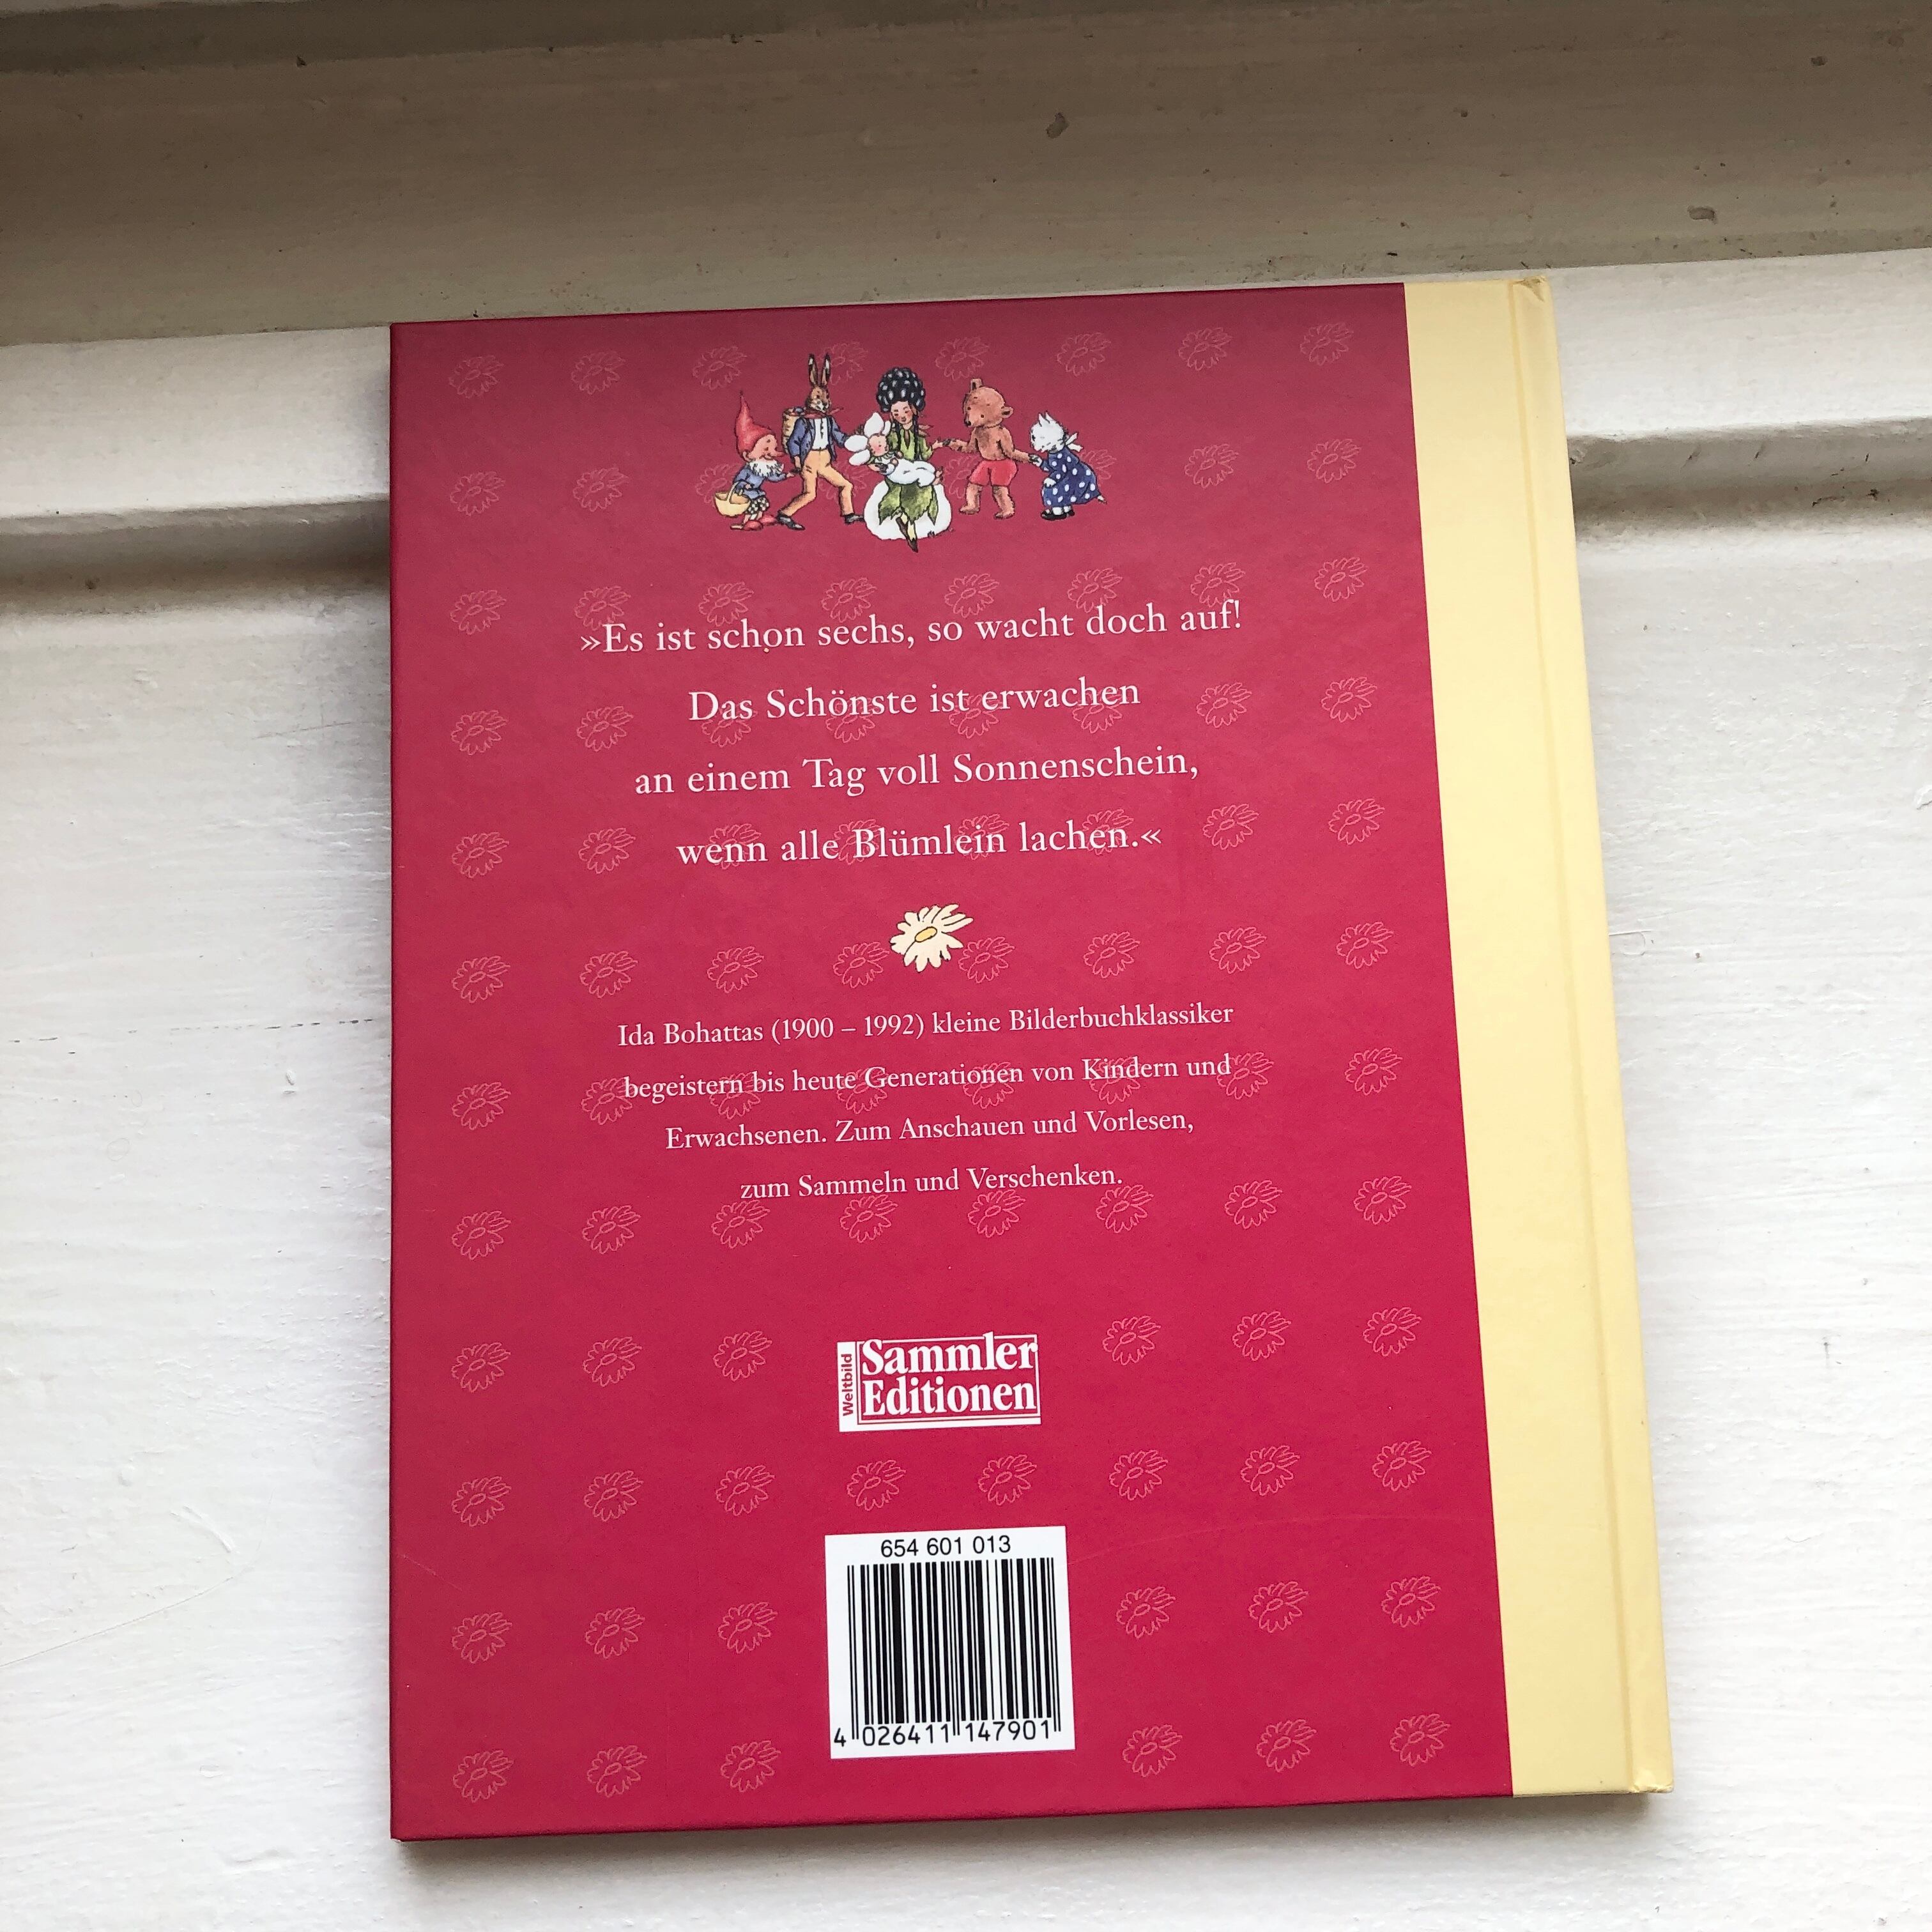 »Es ist schon sechs, so wacht doch auf!
Das Schönste ist erwachen
an einem Tag voll Sonnenschein,
wenn alle Blümlein lachen.«
Ida Bohattas (1900 – 1992) kleine Bilderbuchklassiker
begeistern bis heute Generationen von Kindern und
Erwachsenen. Zum Anschauen und Vorlesen,
zum Sammeln und Verschenken.
Weltbild
Sammler
Editionen
654 601 013
4 026411 147901